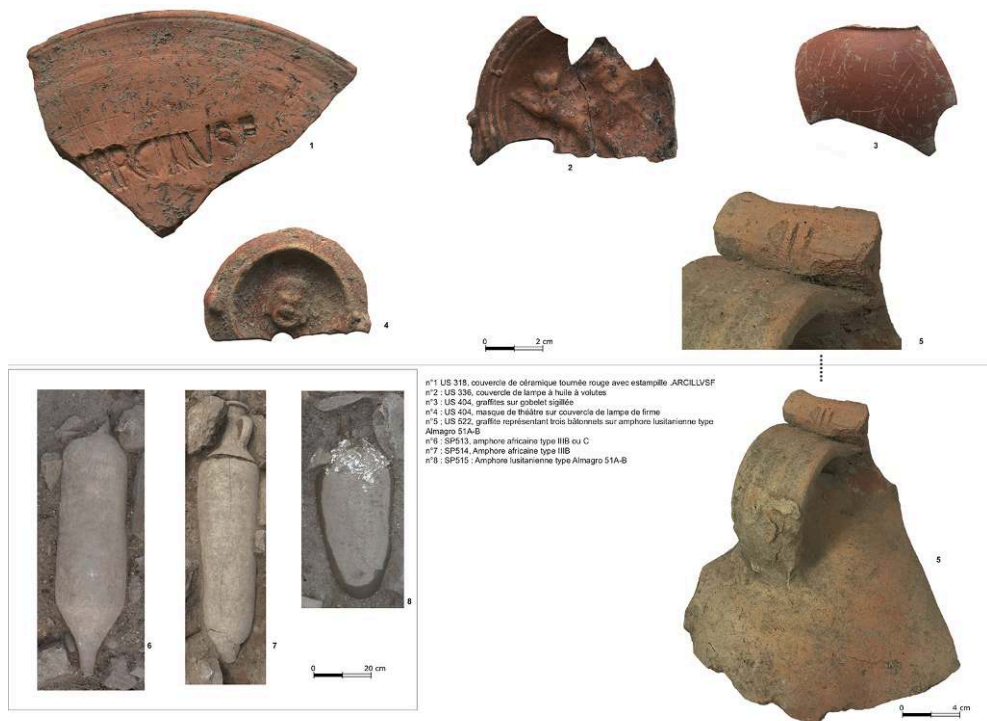 1
ARCILLVSF
2
3
4
0 2 cm
5
n°1 US 318, couvercle de céramique tournée rouge avec estampille .ARCILLVSF
n°2 : US 336, couvercle de lampe à huile à volutes
n°3 : US 404, graffites sur gobelet sigillée
n°4 : US 404, masque de théâtre sur couvercle de lampe de firme
n°5 : US 522, graffite représentant trois bâtonnets sur amphore lusitanienne type
Almagro 51A-B
n°6 : SP513, amphore africaine type IIIB ou C
n°7 : SP514, Amphore africaine type IIIB
n°8 : SP515 : Amphore lusitanienne type Almagro 51A-B
6
7
8
0 20 cm
5
0 4 cm